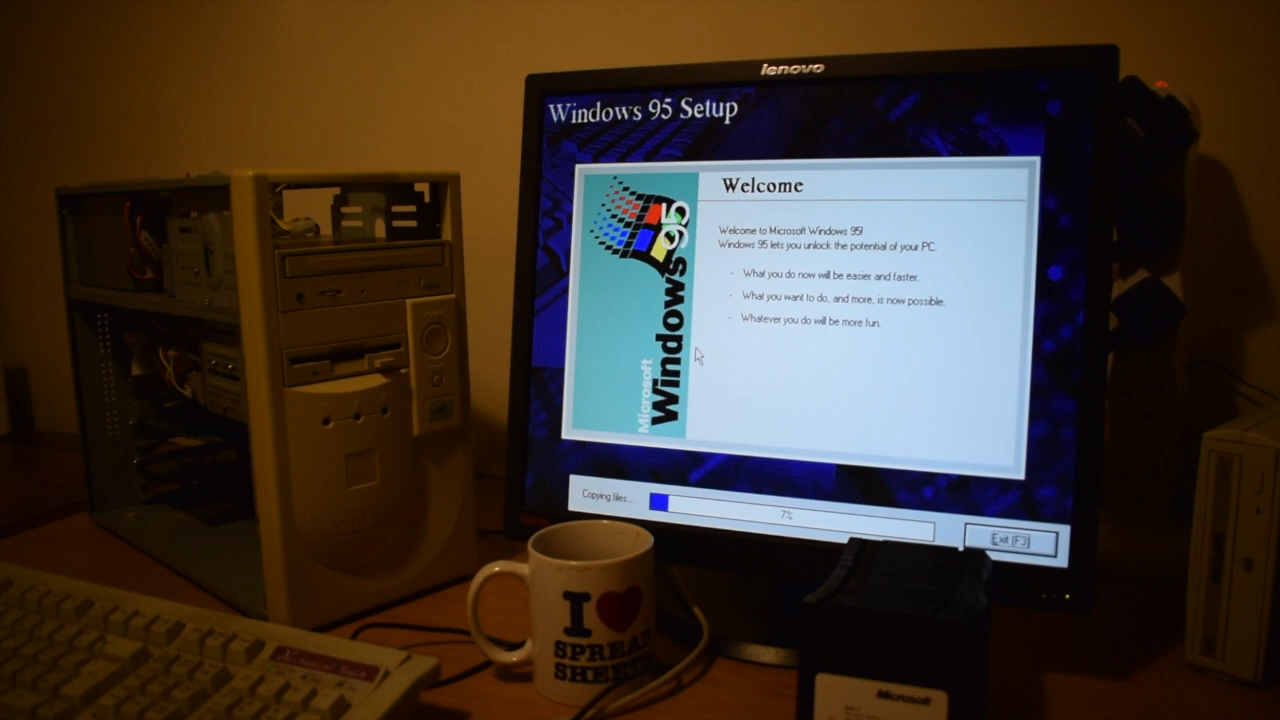 lenovo
Windows 95 Setup
Welcome
Welcome to Microsoft Windows 95!
Windows 95 lets you unlock the potential of your PC.
- What you do now will be easier and faster.
- What you want to do, and more, is now possible.
- Whatever you do will be more fun.
Microsoft
Windows 95
Copying files...
7%
Exit (F3)
I
SPREAD
SHEE
Microsoft